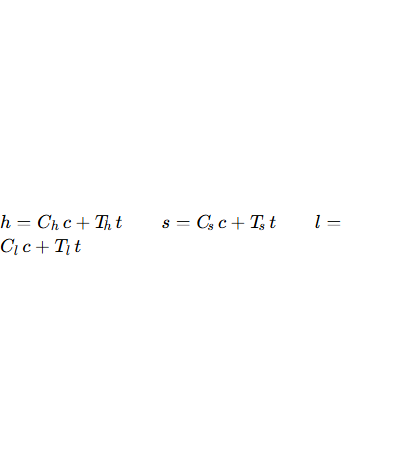 h = C_h c + T_h t  s = C_s c + T_s t  l =
C_l c + T_l t